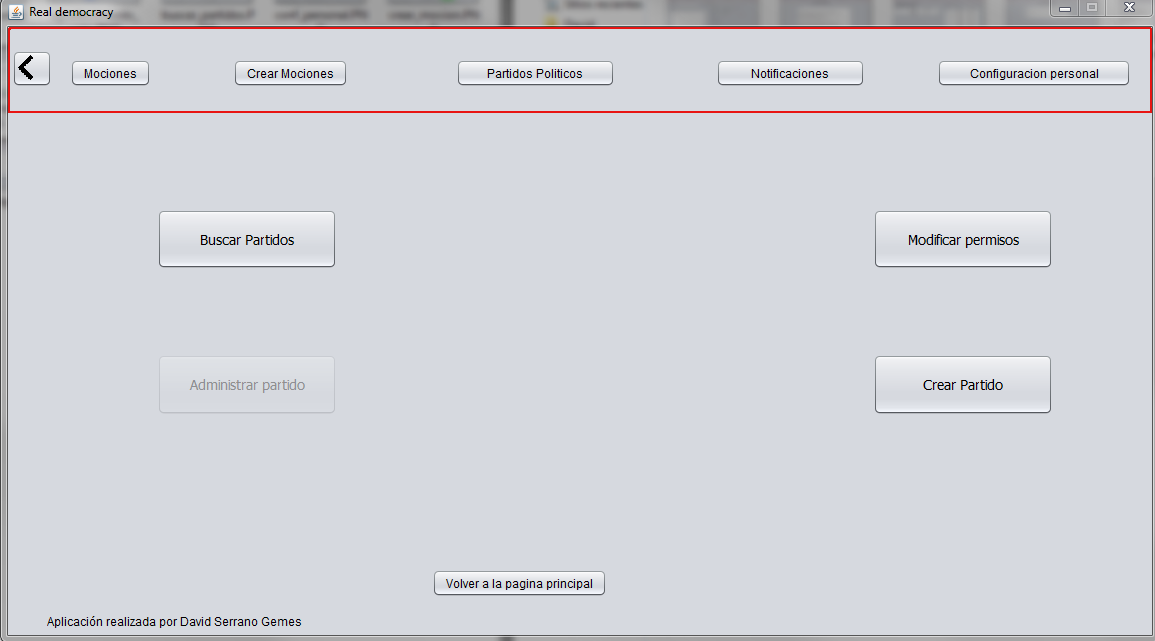 Real democracy
Mociones
Crear Mociones
Partidos Politicos
Notificaciones
Configuracion personal
Buscar Partidos
Modificar permisos
Administrar partido
Crear Partido
Volver a la pagina principal
Aplicación realizada por David Serrano Gemes